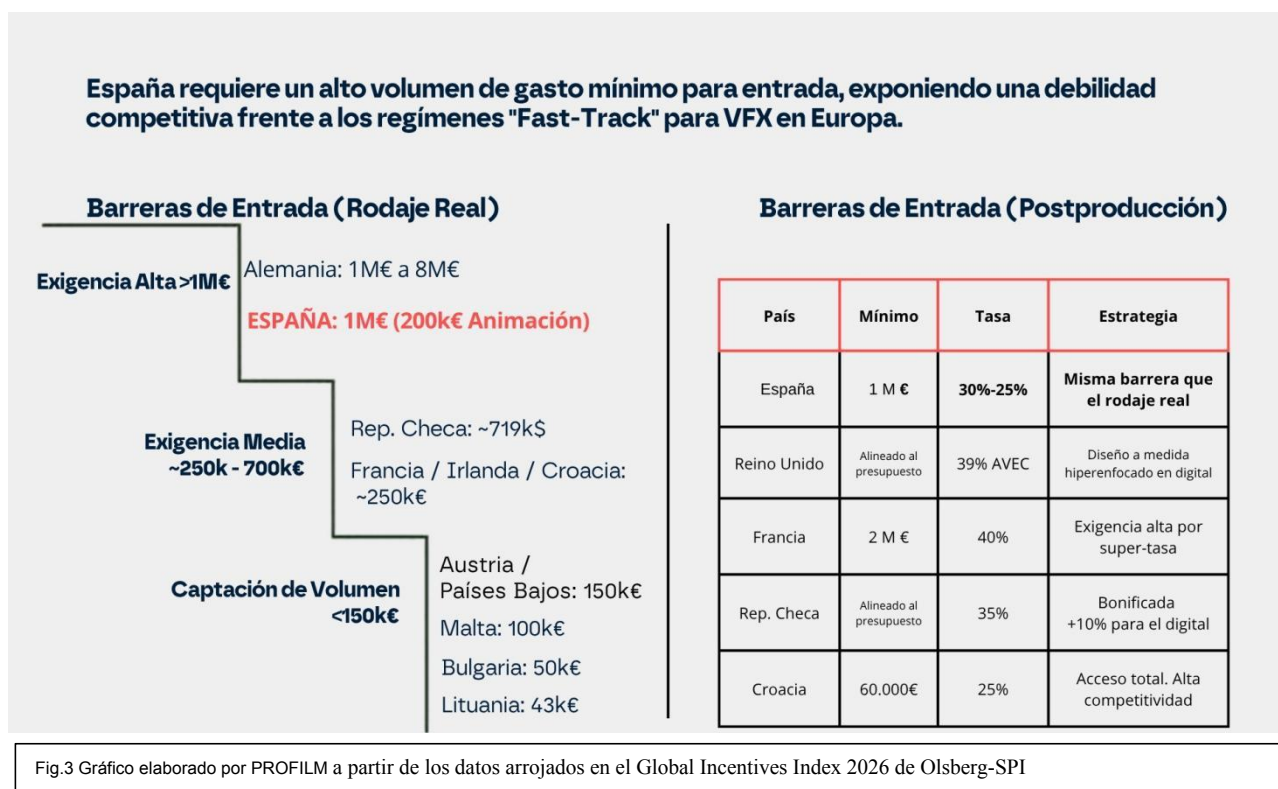 España requiere un alto volumen de gasto mínimo para entrada, exponiendo una debilidad
competitiva frente a los regímenes "Fast-Track" para VFX en Europa.
Barreras de Entrada (Rodaje Real)
Exigencia Alta >1M€
Alemania: 1M€ a 8M€
ESPAÑA: 1M€ (200k€ Animación)
Exigencia Media
~250k - 700k€
Rep. Checa: ~719k$
Francia / Irlanda / Croacia:
~250k€
Captación de Volumen
<150k€
Austria /
Países Bajos: 150k€
Malta: 100k€
Bulgaria: 50k€
Lituania: 43k€
Barreras de Entrada (Postproducción)
País Mínimo Tasa Estrategia
España 1 M € 30%-25% Misma barrera que
el rodaje real
Reino Unido Alineado al
presupuesto 39% AVEC Diseño a medida
hiperenfocado en digital
Francia 2 M € 40% Exigencia alta por
super-tasa
Rep. Checa Alineado al
presupuesto 35% Bonificada
+10% para el digital
Croacia 60.000€ 25% Acceso total. Alta
competitividad
Fig.3 Gráfico elaborado por PROFILM a partir de los datos arrojados en el Global Incentives Index 2026 de Olsberg-SPI